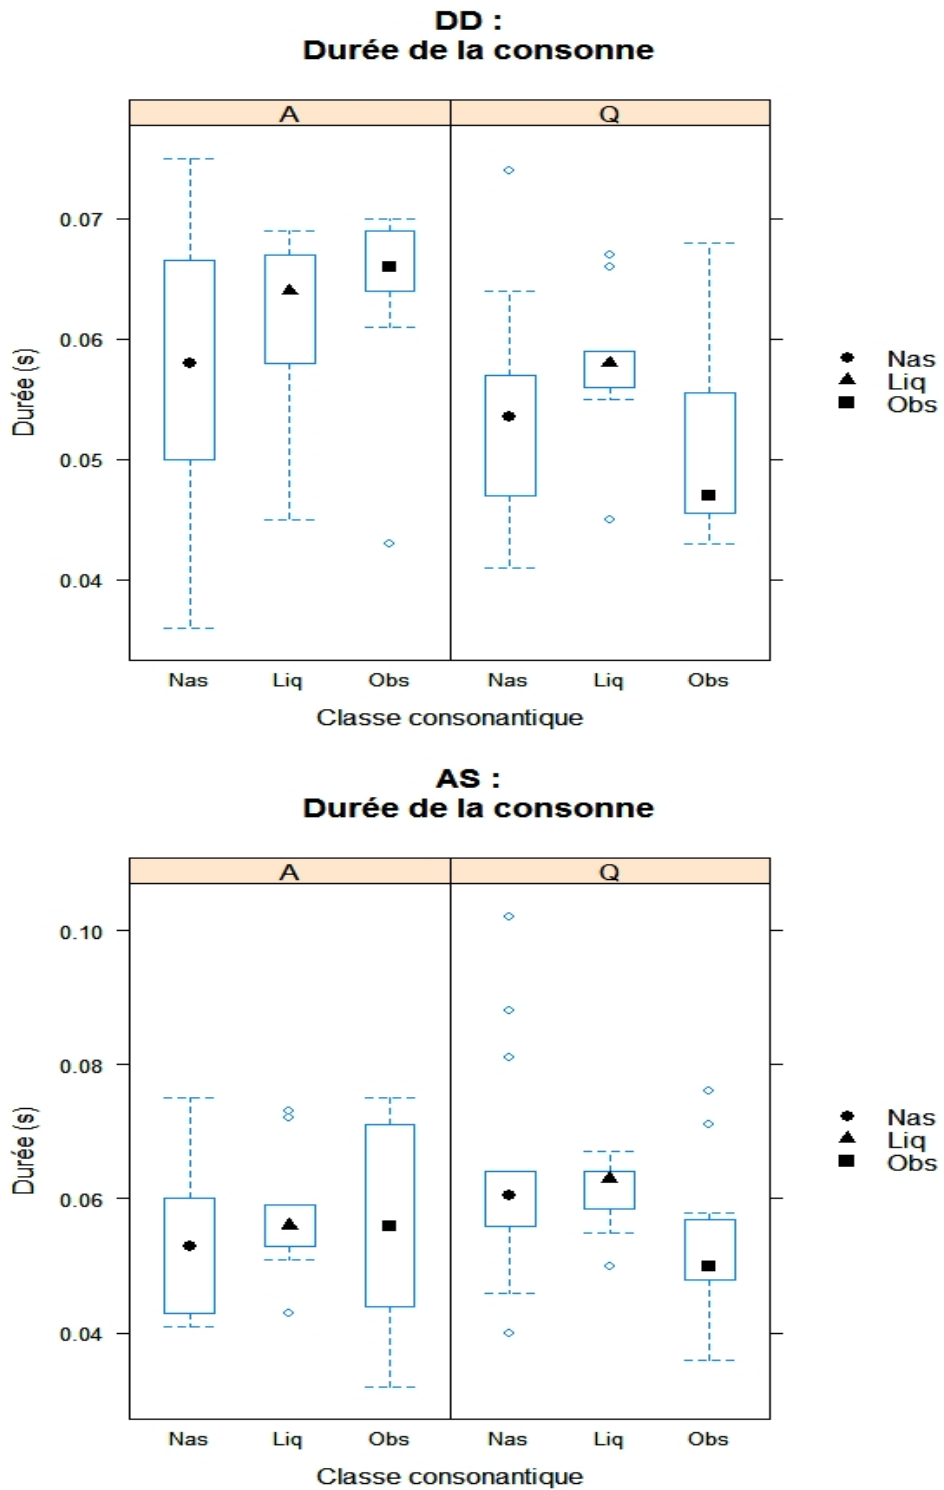 DD :
Durée de la consonne
A Q
0.07
0.06
0.05
0.04
Durée (s)
Nas Liq Obs Nas Liq Obs
Classe consonantique
Nas
Liq
Obs
AS :
Durée de la consonne
A Q
0.10
0.08
0.06
0.04
Durée (s)
Nas Liq Obs Nas Liq Obs
Classe consonantique
Nas
Liq
Obs